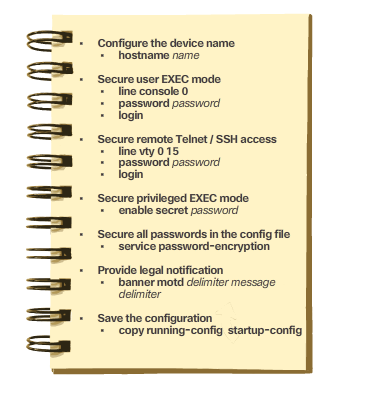 ▪ Configure the device name
▪ hostname name
▪ Secure user EXEC mode
▪ line console 0
▪ password password
▪ login
▪ Secure remote Telnet / SSH access
▪ line vty 0 15
▪ password password
▪ login
▪ Secure privileged EXEC mode
▪ enable secret password
▪ Secure all passwords in the config file
▪ service password-encryption
▪ Provide legal notification
▪ banner motd delimiter message
delimiter
▪ Save the configuration
▪ copy running-config startup-config